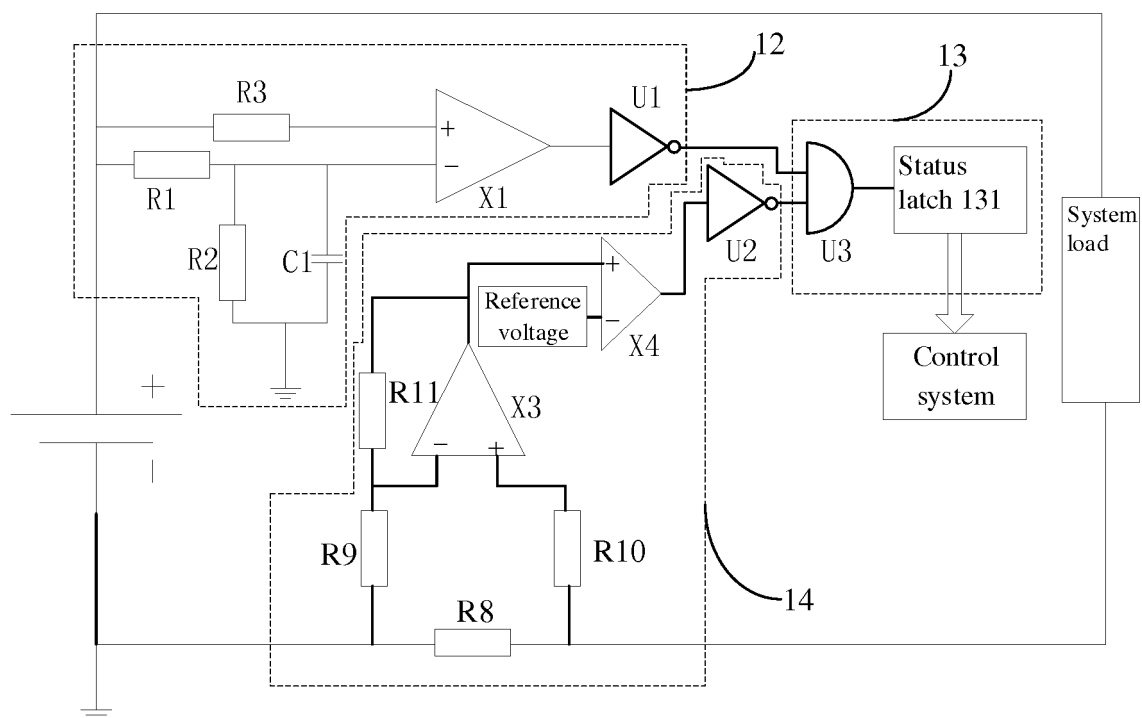 12
13
R3
U1
+
−
R1
X1
Status
latch 131
System
load
R2
C1
U2
U3
+
Reference
voltage
−
X4
Control
system
+
R11
X3
−
+
−
R9
R10
14
R8